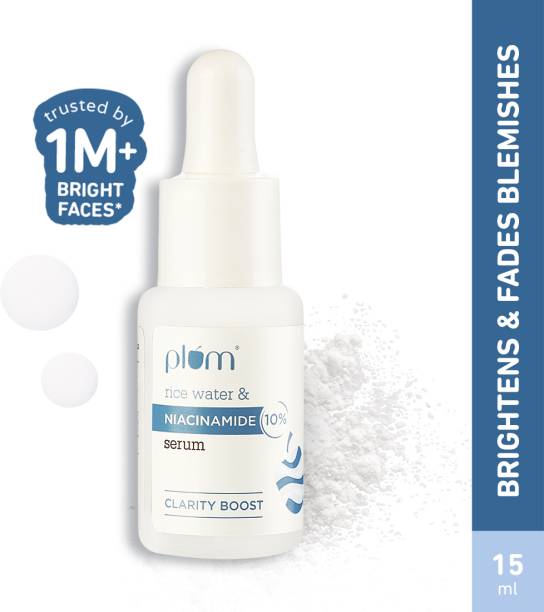 trusted by
1M+
BRIGHT
FACES*
plum®
rice water &
NIACINAMIDE 10%
serum
CLARITY BOOST
BRIGHTENS & FADES BLEMISHES
15
ml